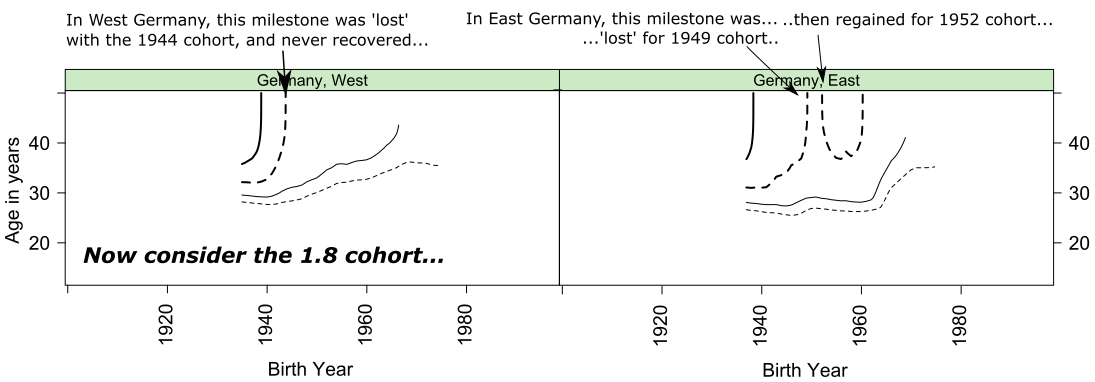 In West Germany, this milestone was 'lost'
with the 1944 cohort, and never recovered...
In East Germany, this milestone was... ..then regained for 1952 cohort...
...'lost' for 1949 cohort..
Germany, West
Germany, East
Age in years
40
30
20
40
30
20
Now consider the 1.8 cohort...
1920
1940
1960
1980
1920
1940
1960
1980
Birth Year
Birth Year